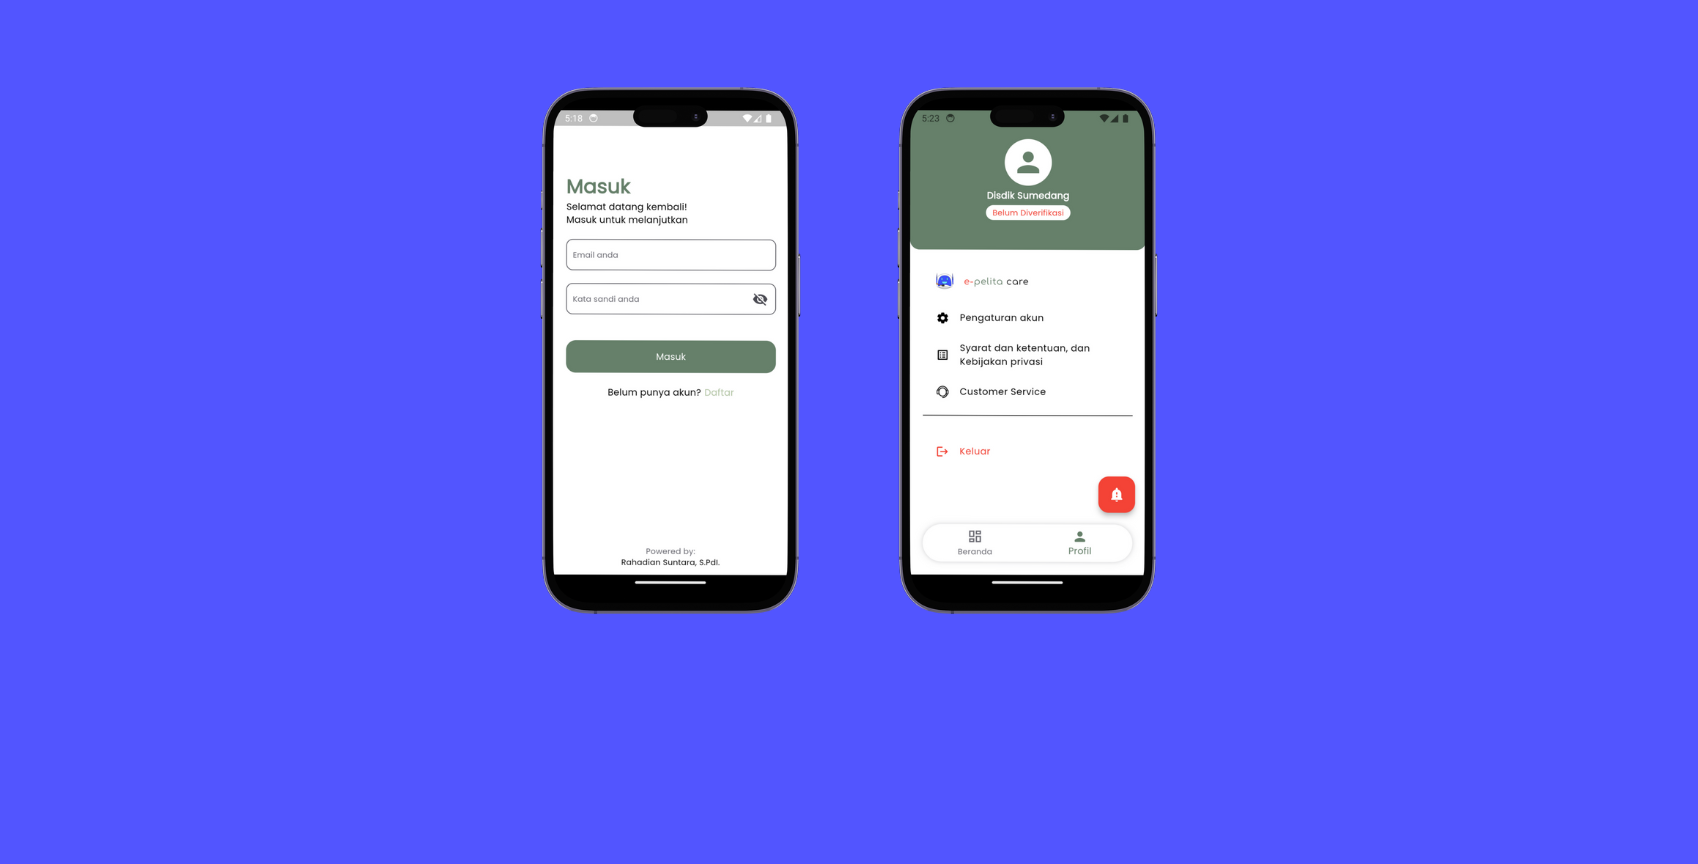 5:18
Masuk
Selamat datang kembali!
Masuk untuk melanjutkan
Email anda
Kata sandi anda
Masuk
Belum punya akun? Daftar
Powered by:
Rahadian Suntara, S.Pdi.
5:23
Disdik Sumedang
Belum Diverifikasi
e-pelita care
Pengaturan akun
Syarat dan ketentuan, dan
Kebijakan privasi
Customer Service
Keluar
Beranda
Profil